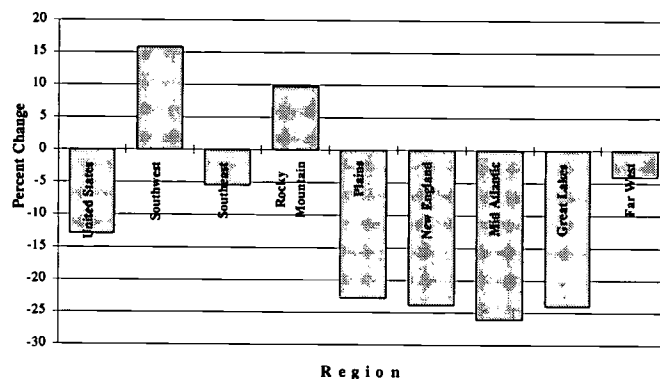 20
15
10
5
0
-5
-10
-15
-20
-25
-30
Percent Change
United States
Southwest
Southeast
Rocky
Mountain
Plains
New England
Mid Atlantic
Great Lakes
Far West
Region